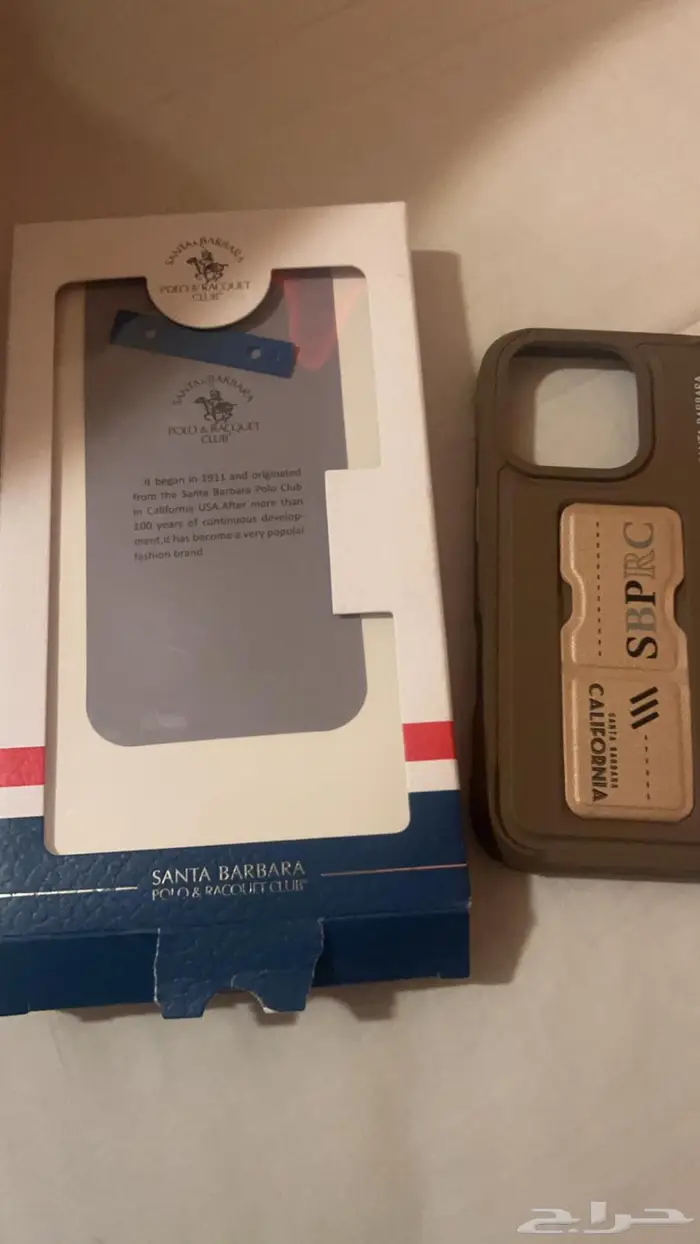 SANTA BARBARA
POLO & RACQUET
CLUB
SANTA BARBARA
POLO & RACQUET
CLUB
It began in 1911 and originated
from the Santa Barbara Polo Club
in California USA.After more than
100 years of continuous develop-
ment,it has become a very popular
fashion brand
SANTA BARBARA
POLO & RACQUET CLUB
SBPRC
SANTA BARBARA
CALIFORNIA
BARBARA
حراج